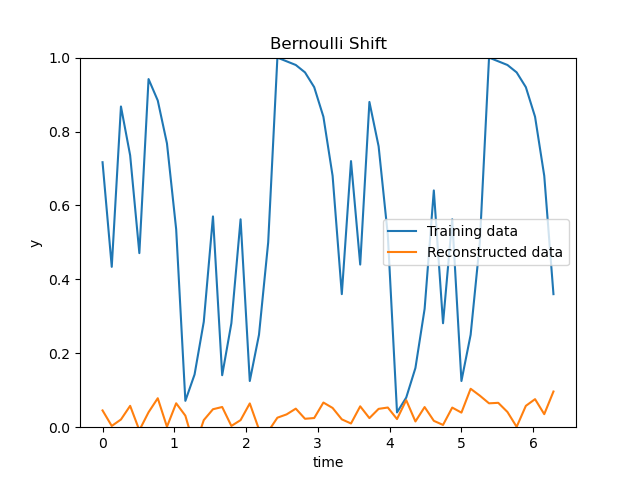 Bernoulli Shift
1.0
0.8
0.6
0.4
0.2
0.0
y
Training data
Reconstructed data
0 1 2 3 4 5 6
time